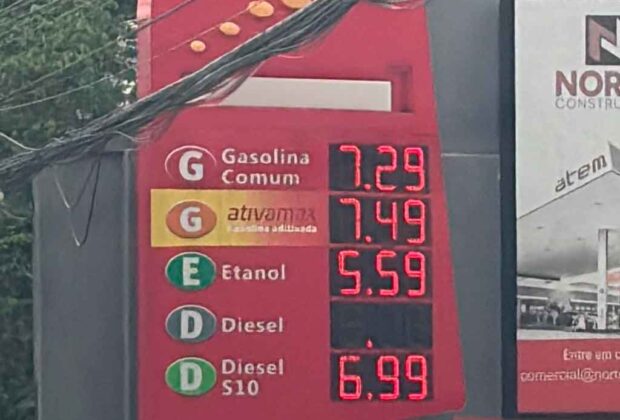 G Gasolina
Comum 7.29
G ativamax
Gasolina aditivada 7.49
E Etanol 5.59
D Diesel .
D Diesel
S10 6.99
N
NOR
CONSTRU
atem
Entre em c
comercial@nort